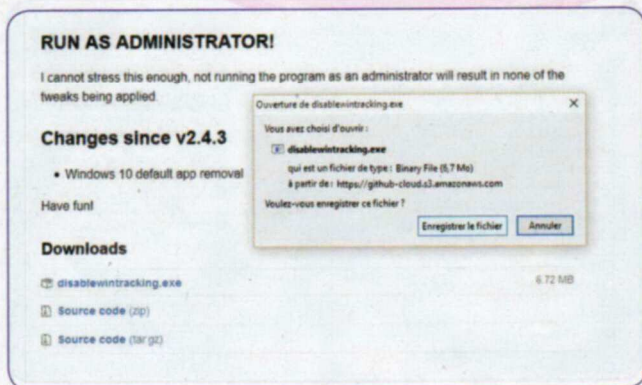 RUN AS ADMINISTRATOR!
I cannot stress this enough, not running the program as an administrator will result in none of the
tweaks being applied.
Changes since v2.4.3
• Windows 10 default app removal
Have fun!
Downloads
disablewintracking.exe
6.72 MB
Source code (zip)
Source code (tar.gz)
Ouverture de disablewintracking.exe
Vous avez choisi d'ouvrir :
disablewintracking.exe
qui est un fichier de type : Binary File (6,7 Mo)
à partir de : https://github-cloud.s3.amazonaws.com
Voulez-vous enregistrer ce fichier ?
Enregistrer le fichier
Annuler